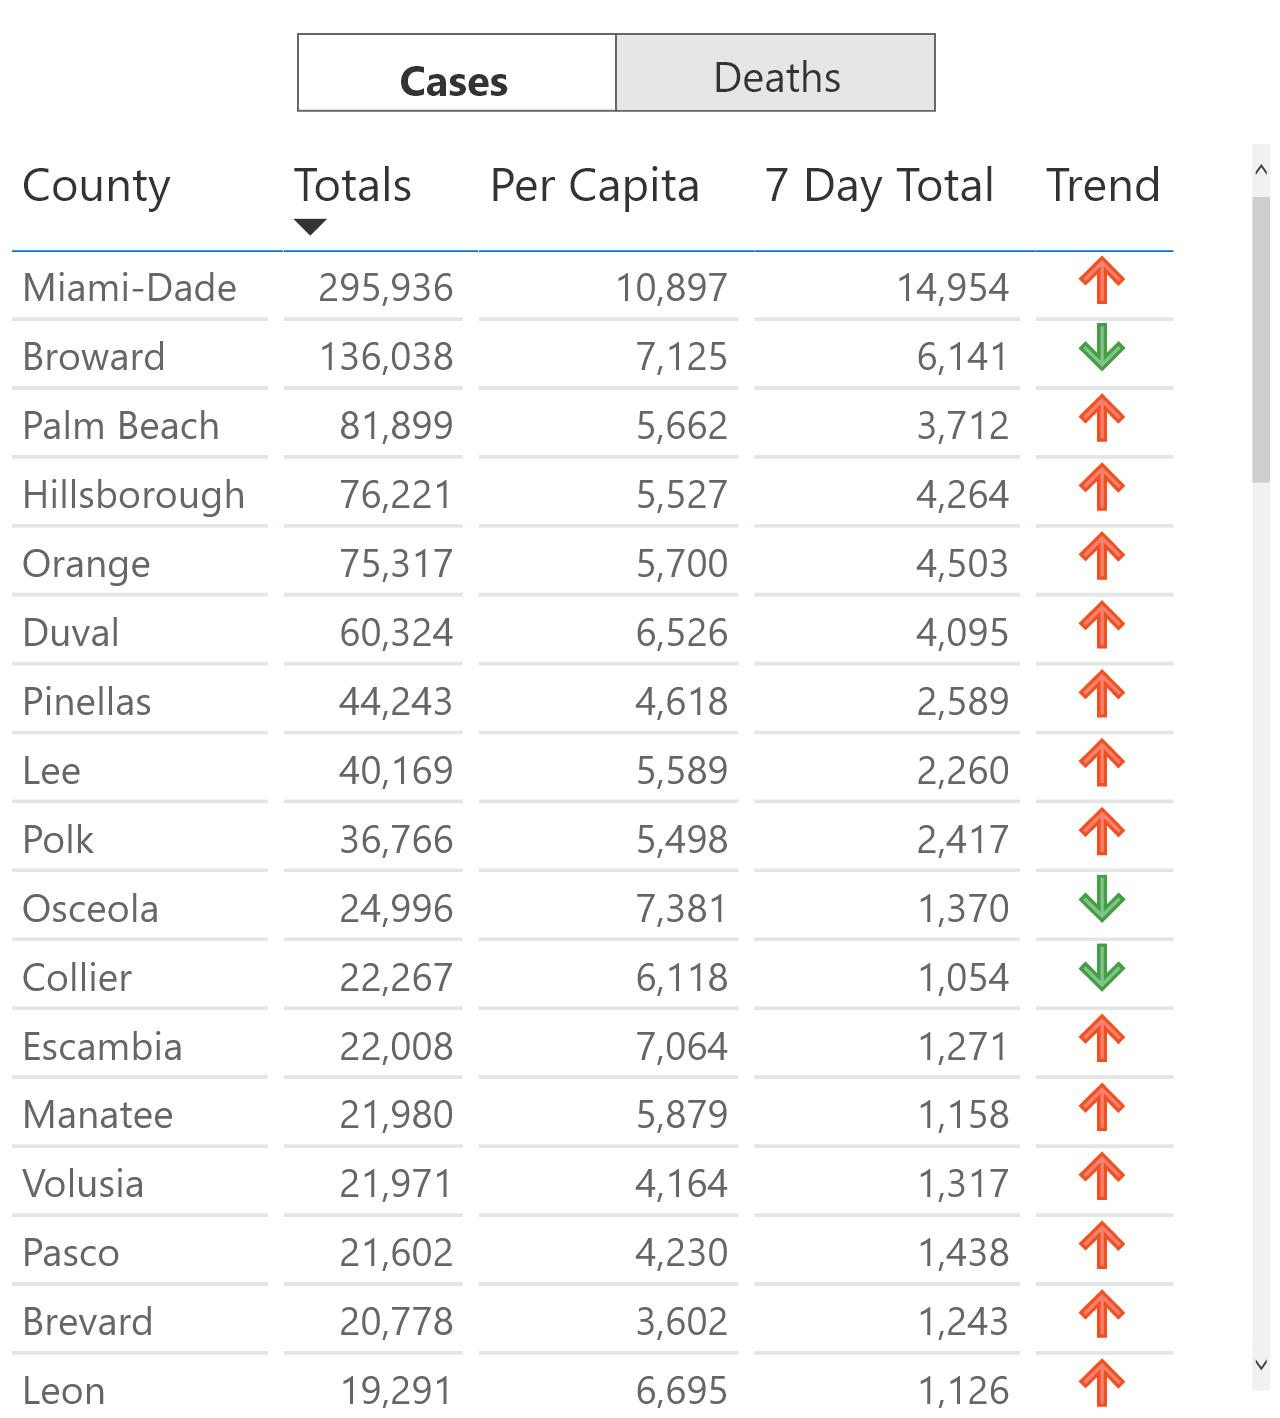 Cases Deaths
County Totals Per Capita 7 Day Total Trend
Miami-Dade 295,936 10,897 14,954
Broward 136,038 7,125 6,141
Palm Beach 81,899 5,662 3,712
Hillsborough 76,221 5,527 4,264
Orange 75,317 5,700 4,503
Duval 60,324 6,526 4,095
Pinellas 44,243 4,618 2,589
Lee 40,169 5,589 2,260
Polk 36,766 5,498 2,417
Osceola 24,996 7,381 1,370
Collier 22,267 6,118 1,054
Escambia 22,008 7,064 1,271
Manatee 21,980 5,879 1,158
Volusia 21,971 4,164 1,317
Pasco 21,602 4,230 1,438
Brevard 20,778 3,602 1,243
Leon 19,291 6,695 1,126